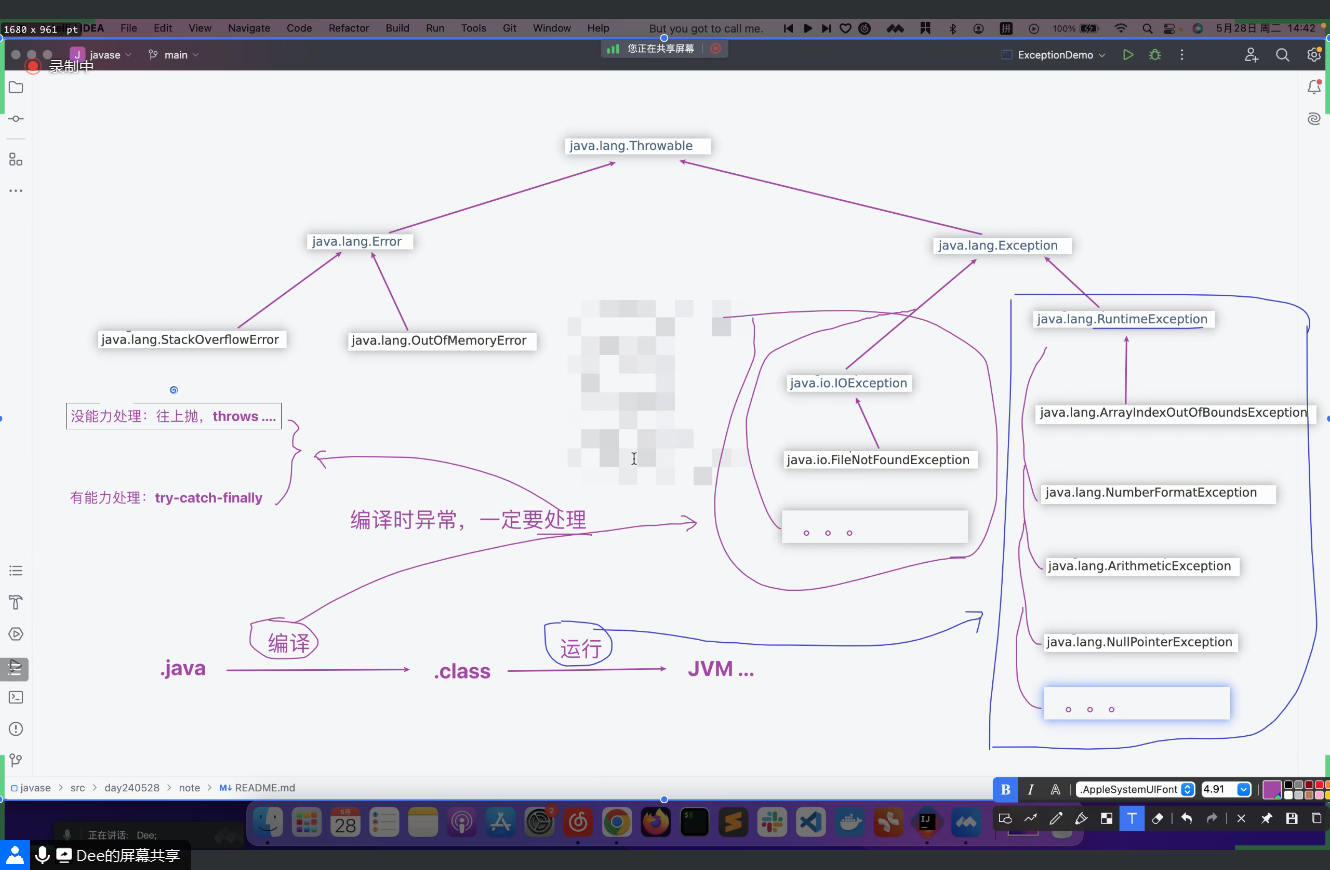 1680 x 961 pt
DEA File Edit View Navigate Code Refactor Build Run Tools Git Window Help But you got to call me. 100% 5月28日 周二 14:42
您正在共享屏幕
J javase main ExceptionDemo
录制中
java.lang.Throwable
java.lang.Error
java.lang.Exception
java.lang.RuntimeException
java.lang.StackOverflowError
java.lang.OutOfMemoryError
java.io.IOException
java.lang.ArrayIndexOutOfBoundsException
没能力处理：往上抛，throws ....
java.io.FileNotFoundException
java.lang.NumberFormatException
有能力处理：try-catch-finally
编译时异常，一定要处理
。。。
java.lang.ArithmeticException
编译
运行
java.lang.NullPointerException
.java
.class
JVM ...
。。。
javase > src > day240528 > note > M↓ README.md
B I A .AppleSystemUIFont 4.91
5月
28
2
IJ
T
正在讲话: Dee;
Dee的屏幕共享